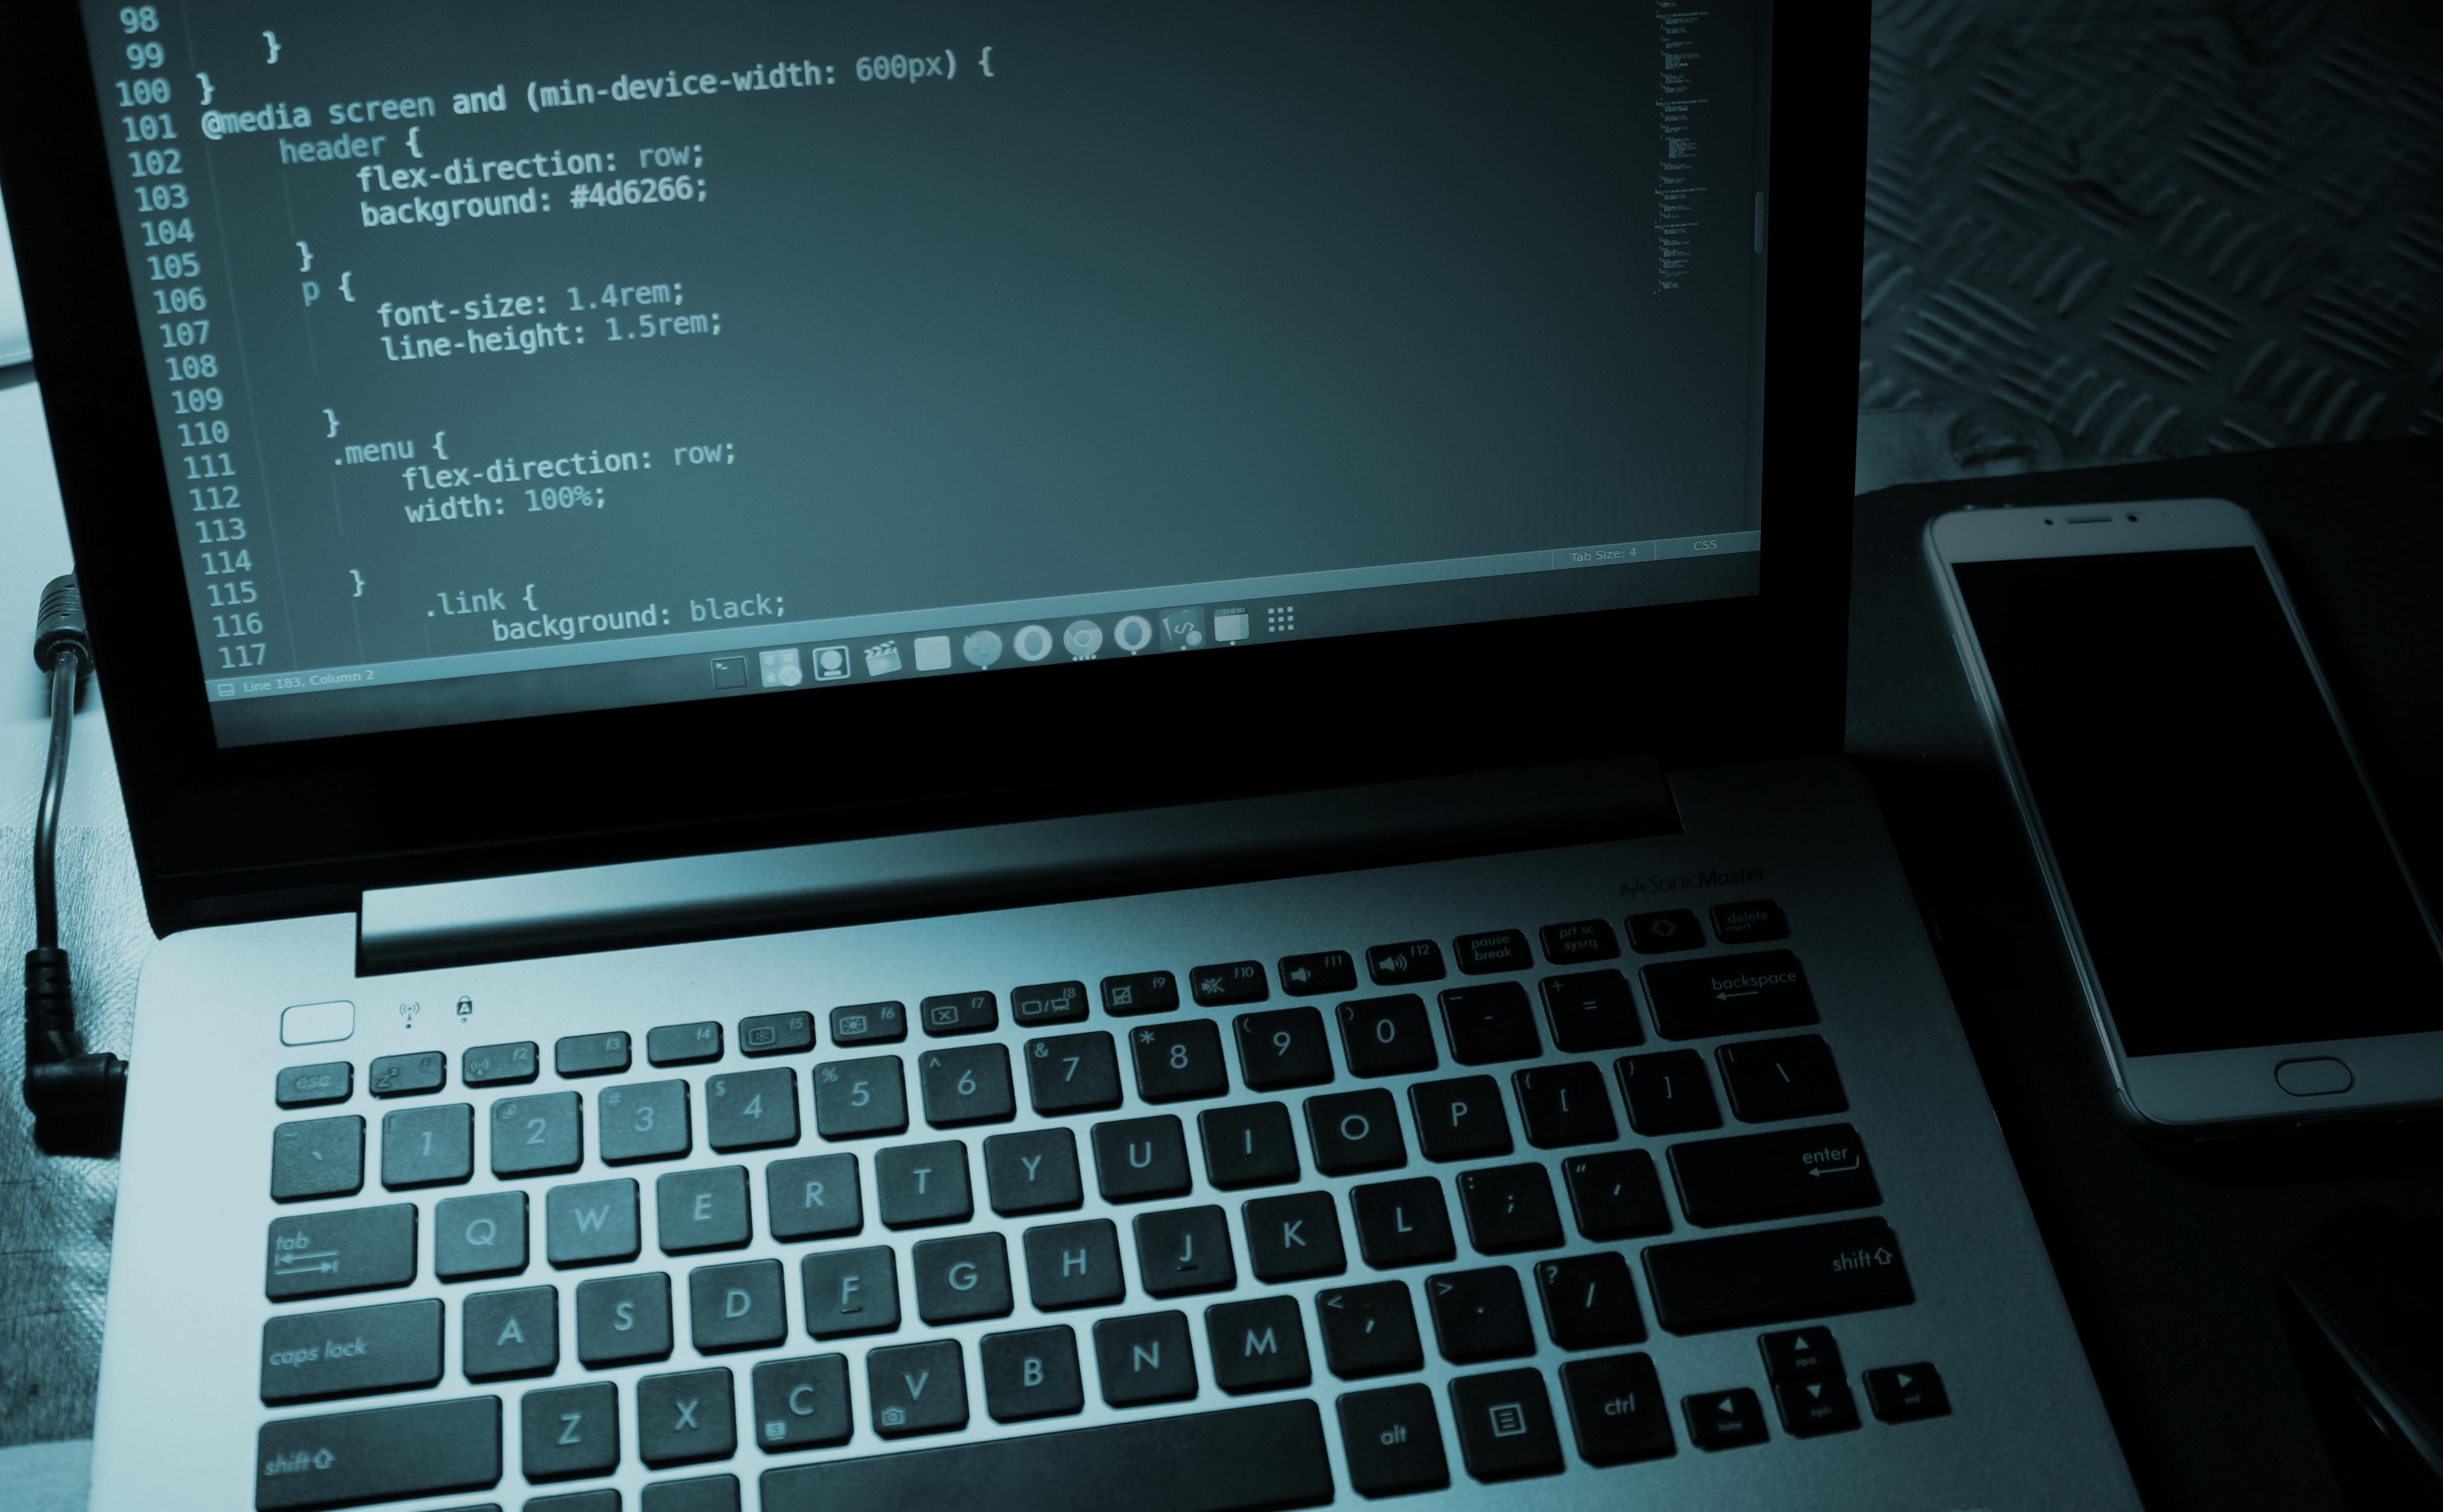 98
99 }
100 }
101 @media screen and (min-device-width: 600px) {
102 header {
103 flex-direction: row;
104 background: #4d6266;
105 }
106 p {
107 font-size: 1.4rem;
108 line-height: 1.5rem;
109
110 }
111 .menu {
112 flex-direction: row;
113 width: 100%;
114
115 }
116 .link {
117 background: black;
Line 183, Column 2
Tab Size: 4
CSS
SonicMaster
esc f2 f3 f4 f5 f6 f7 f8 f9 f10 f11 f12 pause break prt sc sysrq delete insert
` 1 @ 2 # 3 $ 4 % 5 ^ 6 & 7 * 8 ( 9 ) 0 _ - + = backspace
tab Q W E R T Y U I O P { [ } ] | \
caps lock A S D F G H J K L : ; " ' enter
shift Z X C V B N M < , > . ? / shift
alt ctrl home